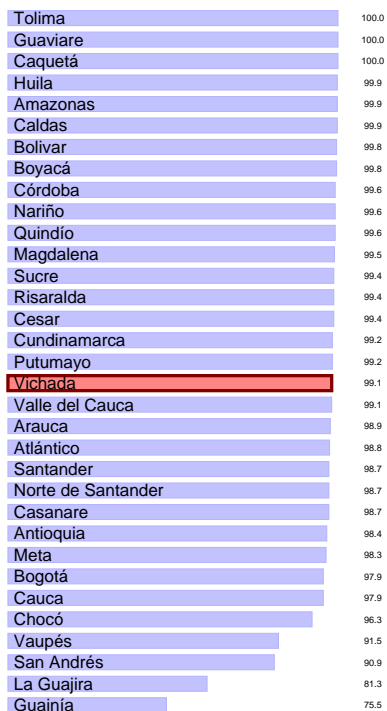 Tolima 100.0
Guaviare 100.0
Caquetá 100.0
Huila 99.9
Amazonas 99.9
Caldas 99.9
Bolivar 99.8
Boyacá 99.8
Córdoba 99.6
Nariño 99.6
Quindío 99.6
Magdalena 99.5
Sucre 99.4
Risaralda 99.4
Cesar 99.4
Cundinamarca 99.2
Putumayo 99.2
Vichada 99.1
Valle del Cauca 99.1
Arauca 98.9
Atlántico 98.8
Santander 98.7
Norte de Santander 98.7
Casanare 98.7
Antioquia 98.4
Meta 98.3
Bogotá 97.9
Cauca 97.9
Chocó 96.3
Vaupés 91.5
San Andrés 90.9
La Guajira 81.3
Guainía 75.5